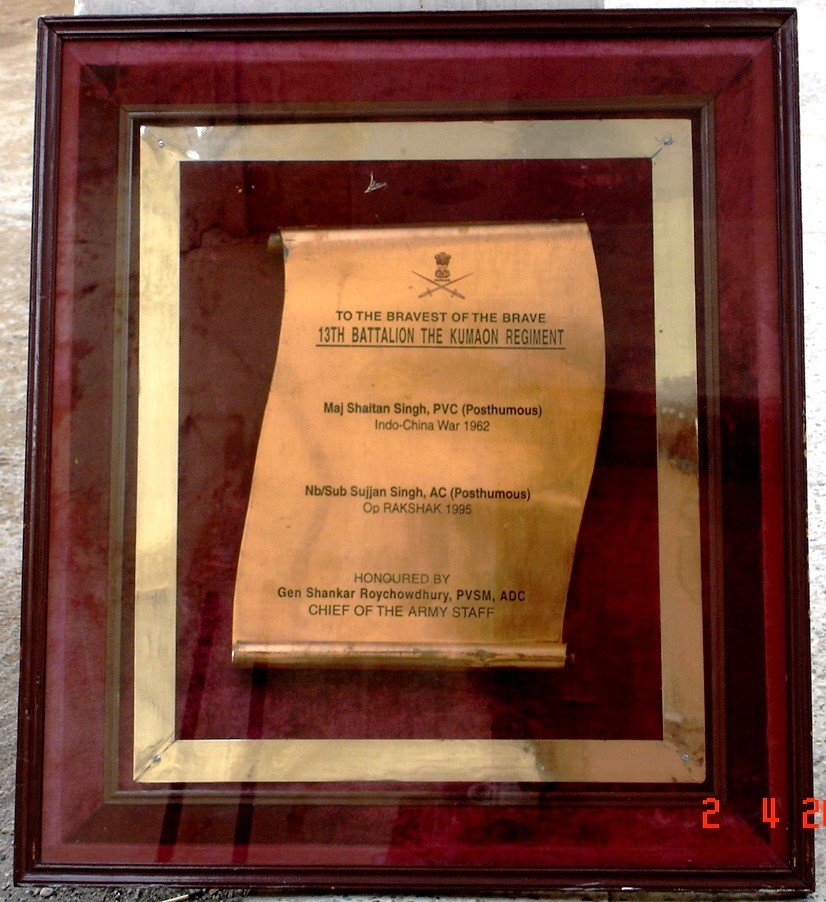 TO THE BRAVEST OF THE BRAVE
13TH BATTALION THE KUMAON REGIMENT
Maj Shaitan Singh, PVC (Posthumous)
Indo-China War 1962
Nb/Sub Sujjan Singh, AC (Posthumous)
Op RAKSHAK 1995
HONOURED BY
Gen Shankar Roychowdhury, PVSM, ADC
CHIEF OF THE ARMY STAFF
2 4